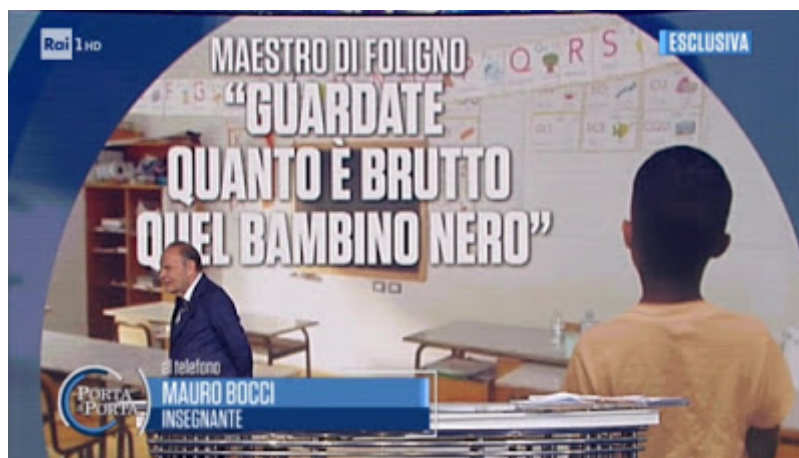 Rai 1 HD
ESCLUSIVA
MAESTRO DI FOLIGNO
“GUARDATE
QUANTO È BRUTTO
QUEL BAMBINO NERO”
Q R S
F G
al telefono
MAURO BOCCI
INSEGNANTE
PORTA
A PORTA